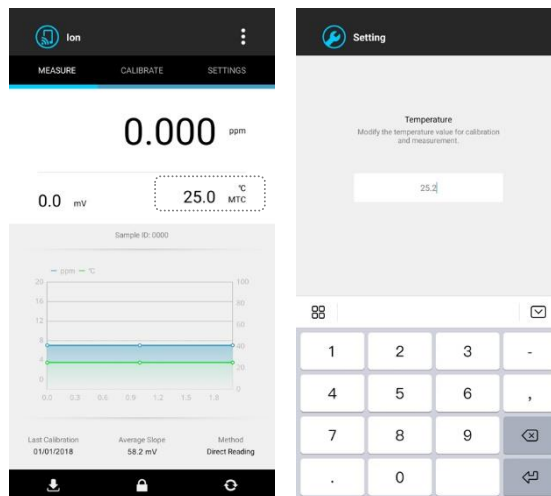 Ion
MEASURE CALIBRATE SETTINGS
0.000 ppm
0.0 mV 25.0 °C MTC
Sample ID: 0000
ppm °C
20 100
16 80
12 60
8 40
4 20
0 0
0.0 0.3 0.6 0.9 1.2 1.5 1.8
Last Calibration Average Slope Method
01/01/2018 58.2 mV Direct Reading
Setting
Temperature
Modify the temperature value for calibration
and measurement.
25.2
1 2 3 -
4 5 6 ,
7 8 9
. 0